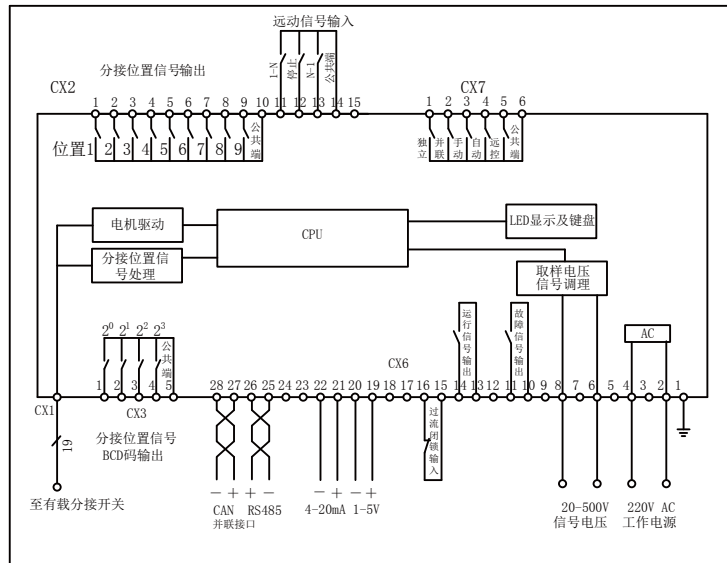 远动信号输入
CX2
分接位置信号输出
1-N
停止
N-1
公共端
CX7
1 2 3 4 5 6 7 8 9 10 11 12 13 14 15
1 2 3 4 5 6
位置1 2 3 4 5 6 7 8 9 公共端
独立 并联 手动 自动 远控 公共端
电机驱动
CPU
LED显示及键盘
分接位置信
号处理
取样电压
信号调理
2⁰ 2¹ 2² 2³ 公共端
运行信号输出
故障信号输出
AC
CX6
CX1
1 2 3 4 5
28 27 26 25 24 23 22 21 20 19 18 17 16 15 14 13 12 11 10 9 8 7 6 5 4 3 2 1
CX3
过流闭锁输入
19
分接位置信号
BCD码输出
至有载分接开关
− + + −
− + − +
CAN RS485
并联接口
4-20mA 1-5V
20-500V
信号电压
220V AC
工作电源